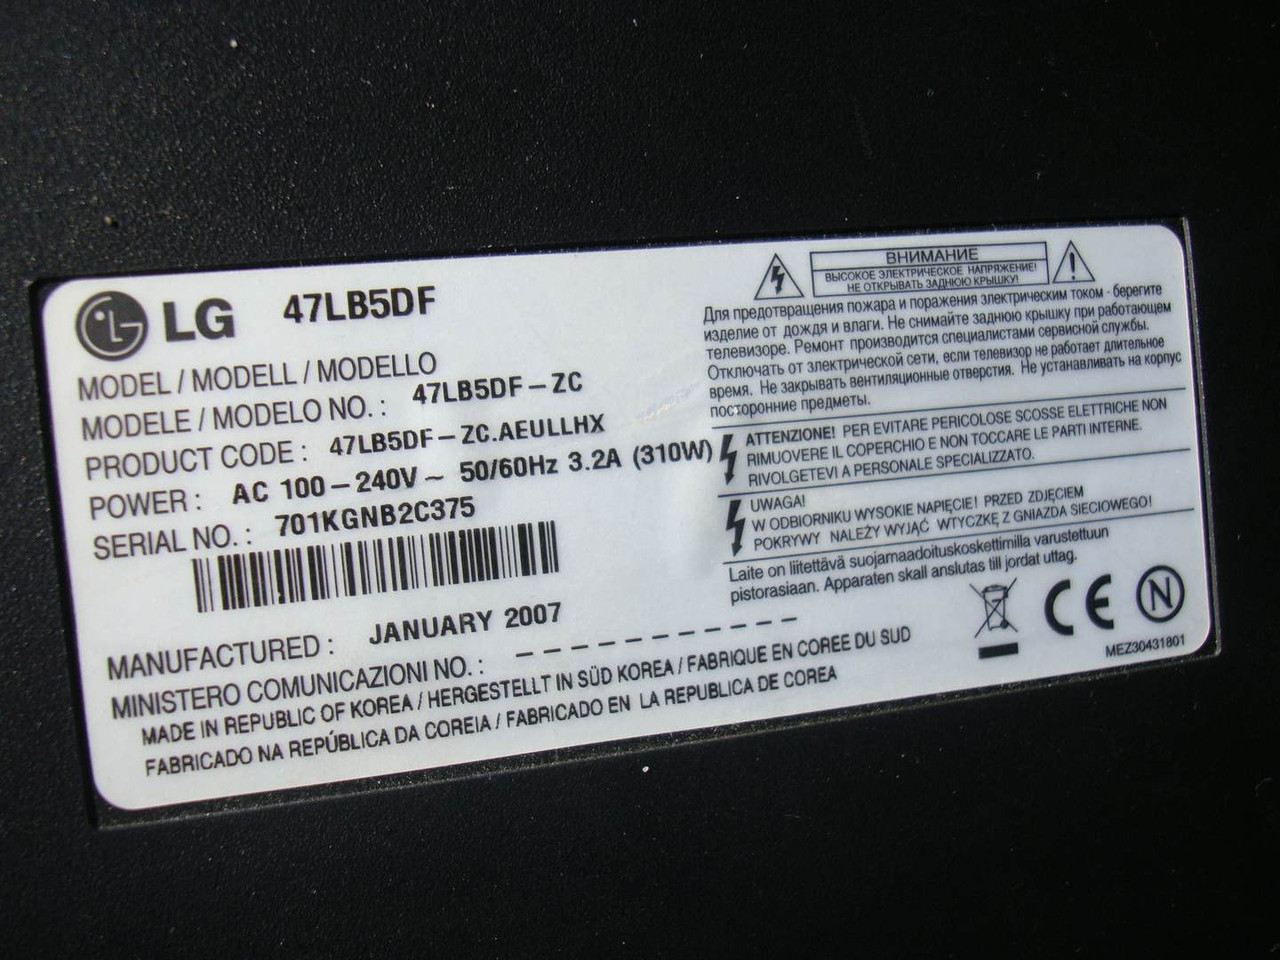 LG 47LB5DF
MODEL / MODELL / MODELLO
MODELE / MODELO NO. : 47LB5DF – ZC
PRODUCT CODE : 47LB5DF – ZC.AEULLHX
POWER : AC 100 – 240V ~ 50/60Hz 3.2A (310W)
SERIAL NO. : 701KGNB2C375
MANUFACTURED : JANUARY 2007
MINISTERO COMUNICAZIONI NO. : _ _ _ _ _ _ _ _ _ _ _ _
MADE IN REPUBLIC OF KOREA / HERGESTELLT IN SÜD KOREA / FABRIQUE EN COREE DU SUD
FABRICADO NA REPÚBLICA DA COREIA / FABRICADO EN LA REPUBLICA DE COREA
ВНИМАНИЕ
ВЫСОКОЕ ЭЛЕКТРИЧЕСКОЕ НАПРЯЖЕНИЕ!
НЕ ОТКРЫВАТЬ ЗАДНЮЮ КРЫШКУ!
Для предотвращения пожара и поражения электрическим током - берегите
изделие от дождя и влаги. Не снимайте заднюю крышку при работающем
телевизоре. Ремонт производится специалистами сервисной службы.
Отключать от электрической сети, если телевизор не работает длительное
время. Не закрывать вентиляционные отверстия. Не устанавливать на корпус
посторонние предметы.
ATTENZIONE! PER EVITARE PERICOLOSE SCOSSE ELETTRICHE NON
RIMUOVERE IL COPERCHIO E NON TOCCARE LE PARTI INTERNE.
RIVOLGETEVI A PERSONALE SPECIALIZZATO.
UWAGA!
W ODBIORNIKU WYSOKIE NAPIĘCIE! PRZED ZDJĘCIEM
POKRYWY NALEŻY WYJĄĆ WTYCZKĘ Z GNIAZDA SIECIOWEGO!
Laite on liitettävä suojamaadoituskoskettimilla varustettuun
pistorasiaan. Apparaten skall anslutas till jordat uttag.
CE N
MEZ30431801